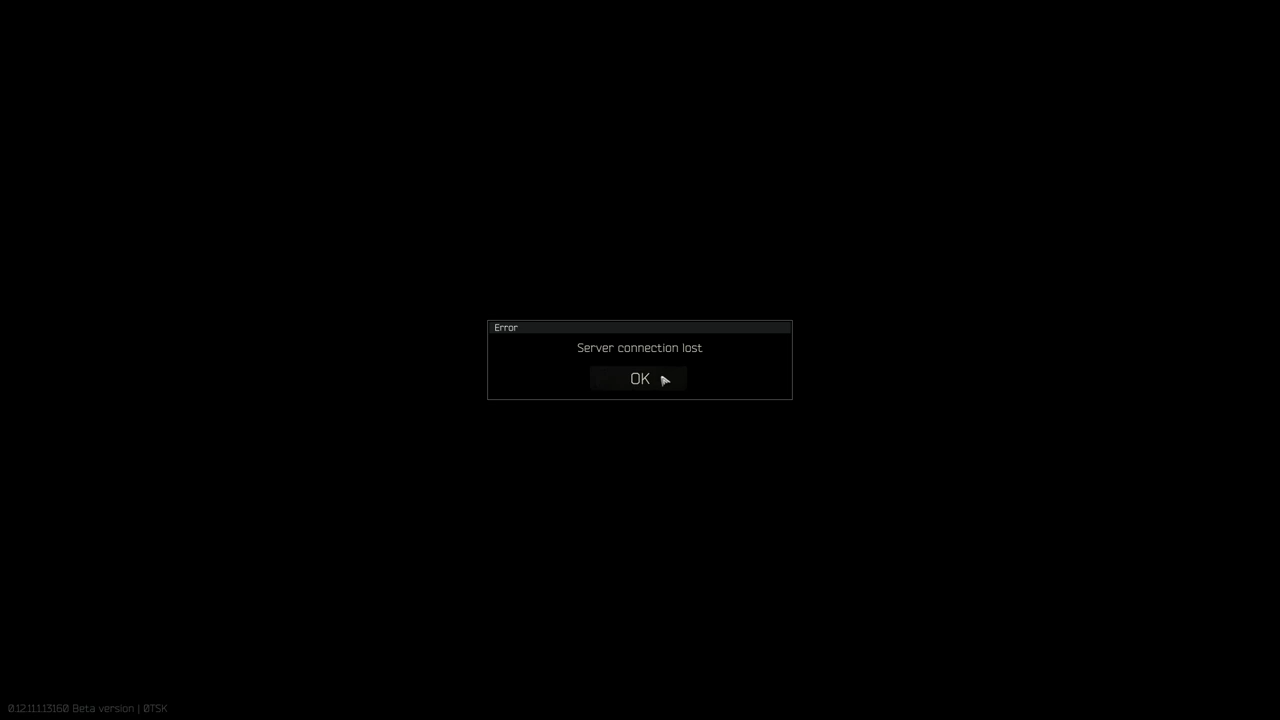 Error
Server connection lost
OK
0.12.11.1.13160 Beta version | 0TSK